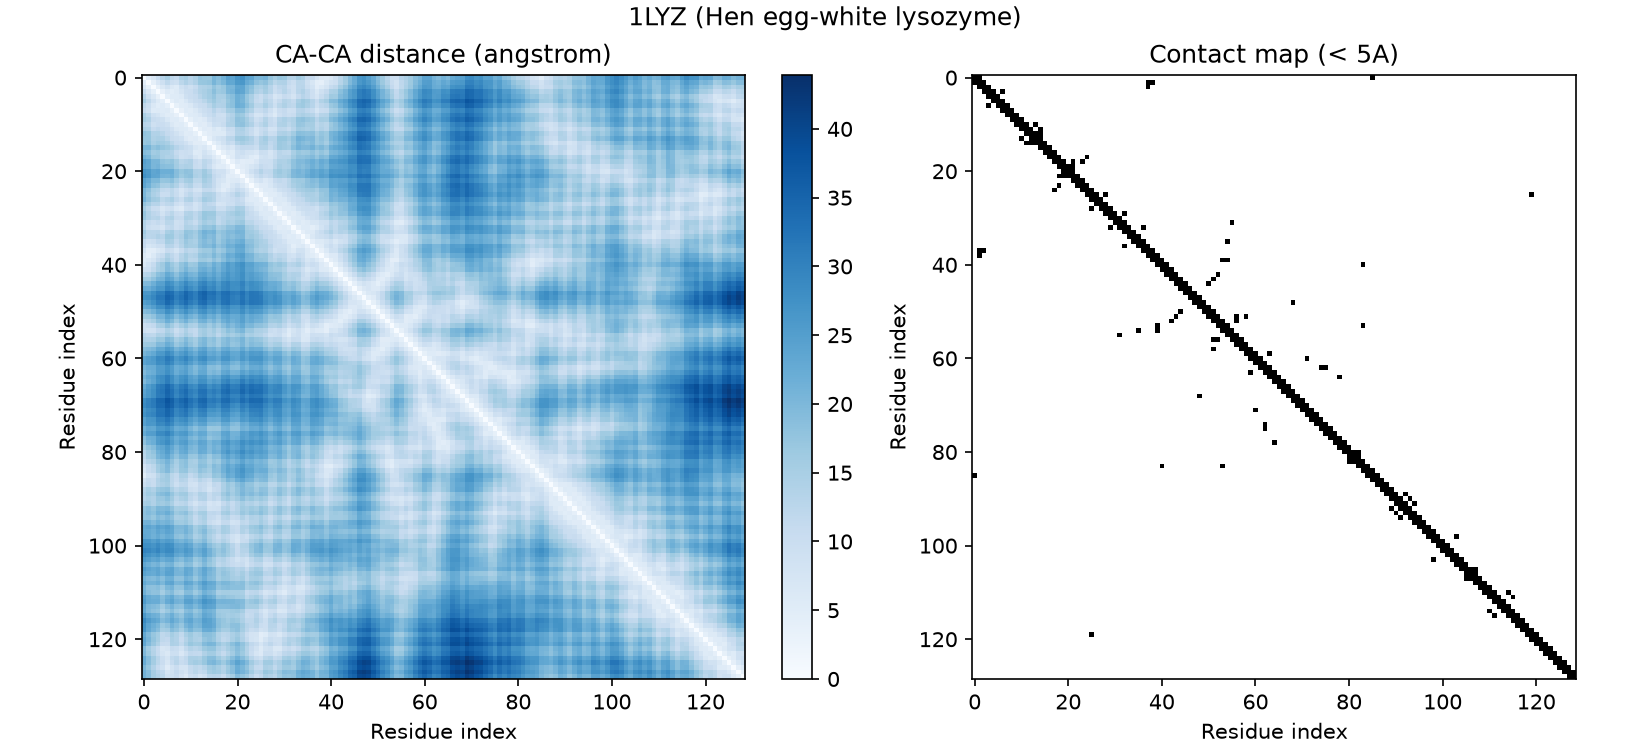 1LYZ (Hen egg-white lysozyme)
CA-CA distance (angstrom)
0
20
40
60
80
100
120
Residue index
0 20 40 60 80 100 120
Residue index
40
35
30
25
20
15
10
5
0
Contact map (< 5A)
0
20
40
60
80
100
120
Residue index
0 20 40 60 80 100 120
Residue index